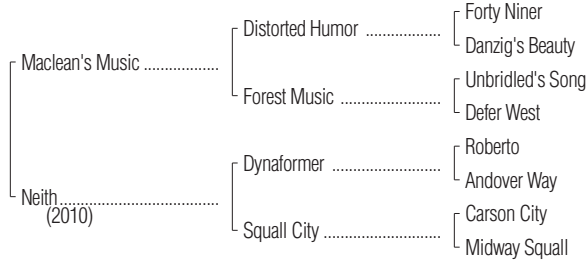 Forty Niner
Distorted Humor ..................
Danzig's Beauty
Maclean's Music .............
Unbridled's Song
Forest Music .......................
Defer West
Roberto
Dynaformer ........................
Andover Way
Neith............................
(2010)
Carson City
Squall City ..........................
Midway Squall